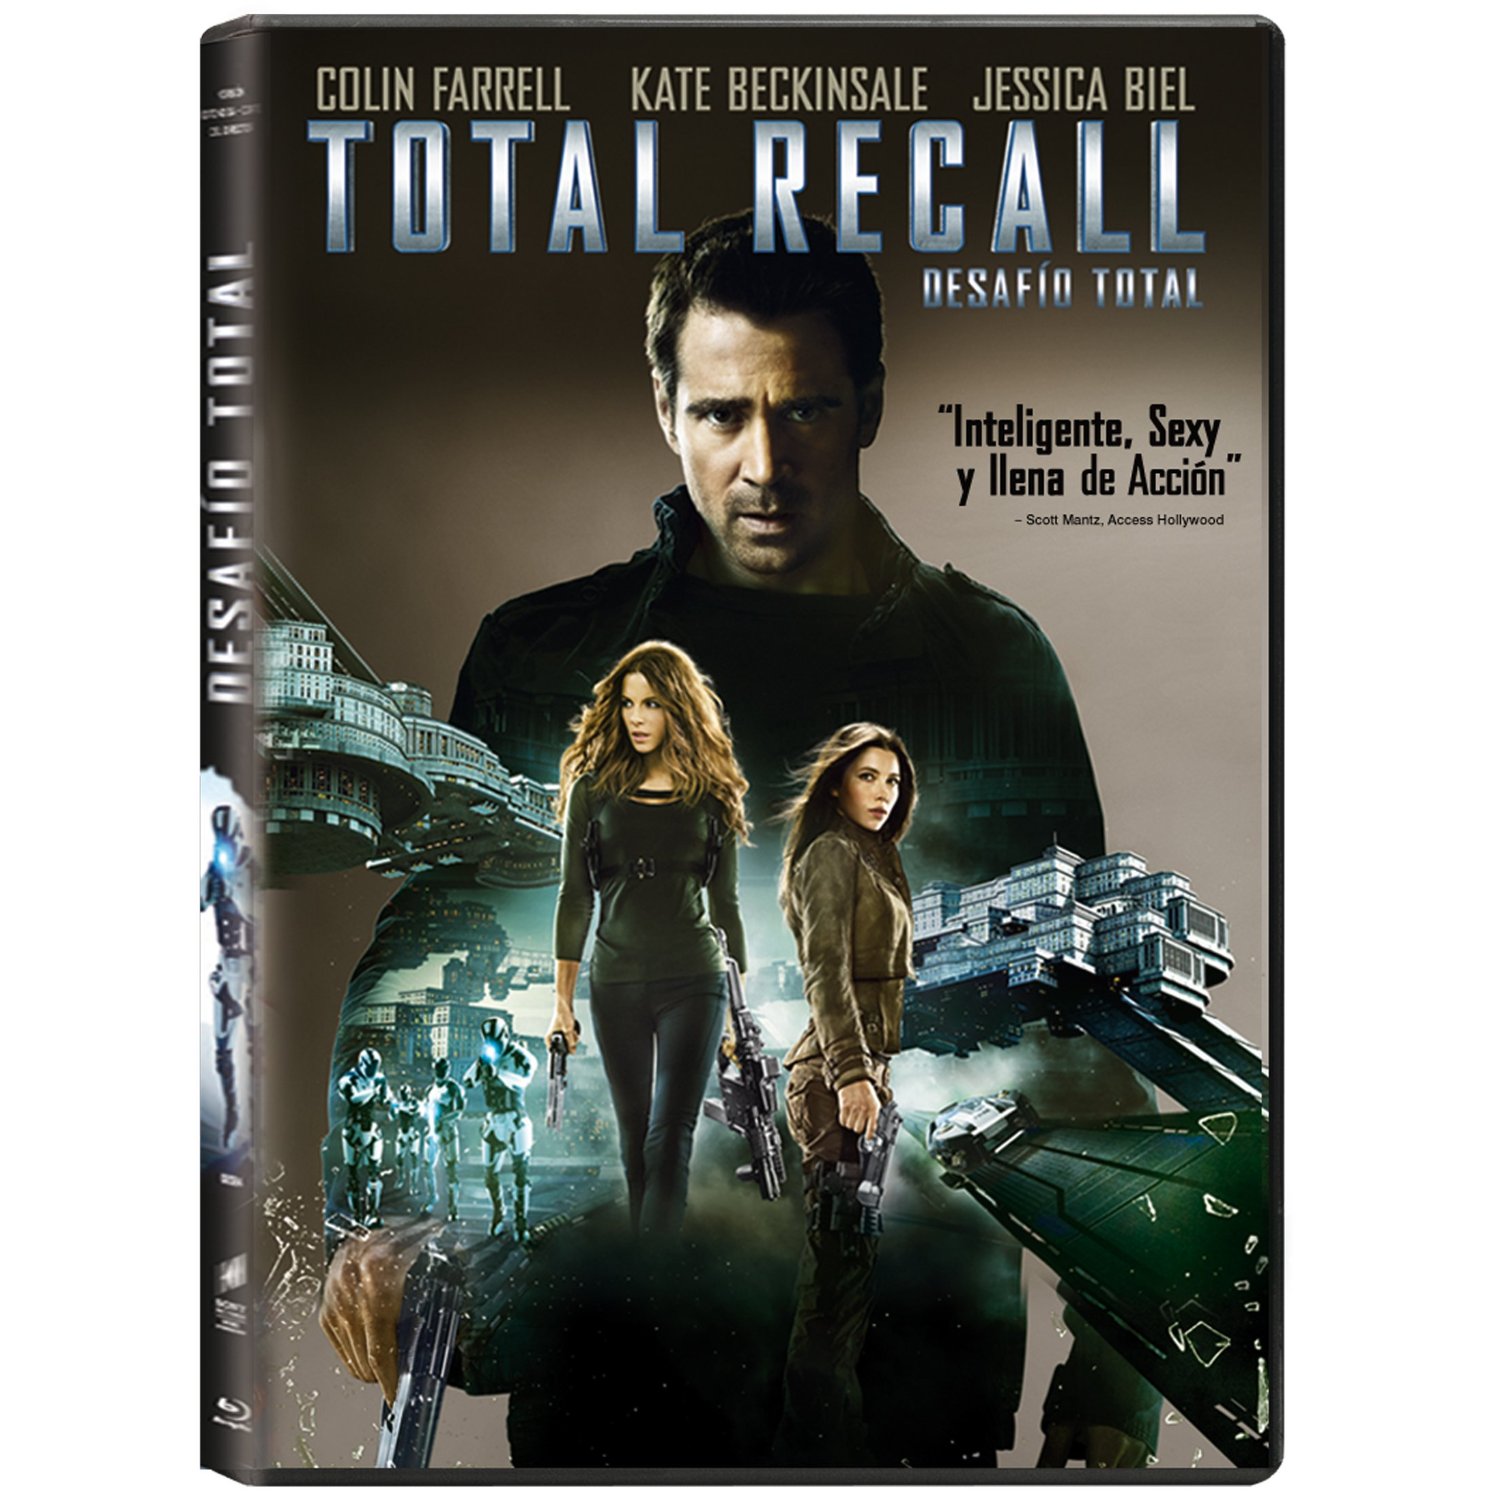 COLIN FARRELL KATE BECKINSALE JESSICA BIEL
TOTAL RECALL
DESAFÍO TOTAL
“Inteligente, Sexy
y llena de Acción”
– Scott Mantz, Access Hollywood
DESAFÍO TOTAL
SONY